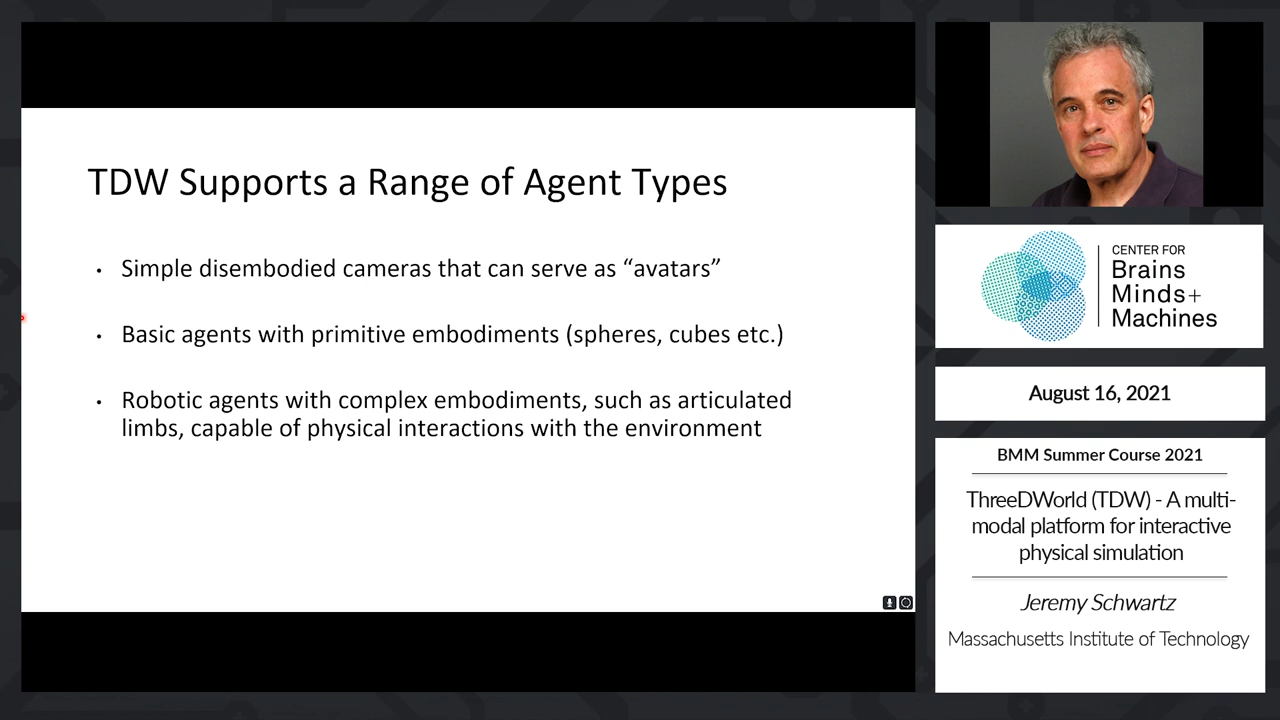 TDW Supports a Range of Agent Types
• Simple disembodied cameras that can serve as “avatars”
• Basic agents with primitive embodiments (spheres, cubes etc.)
• Robotic agents with complex embodiments, such as articulated
limbs, capable of physical interactions with the environment
CENTER FOR
Brains
Minds+
Machines
August 16, 2021
BMM Summer Course 2021
ThreeDWorld (TDW) - A multi-
modal platform for interactive
physical simulation
Jeremy Schwartz
Massachusetts Institute of Technology